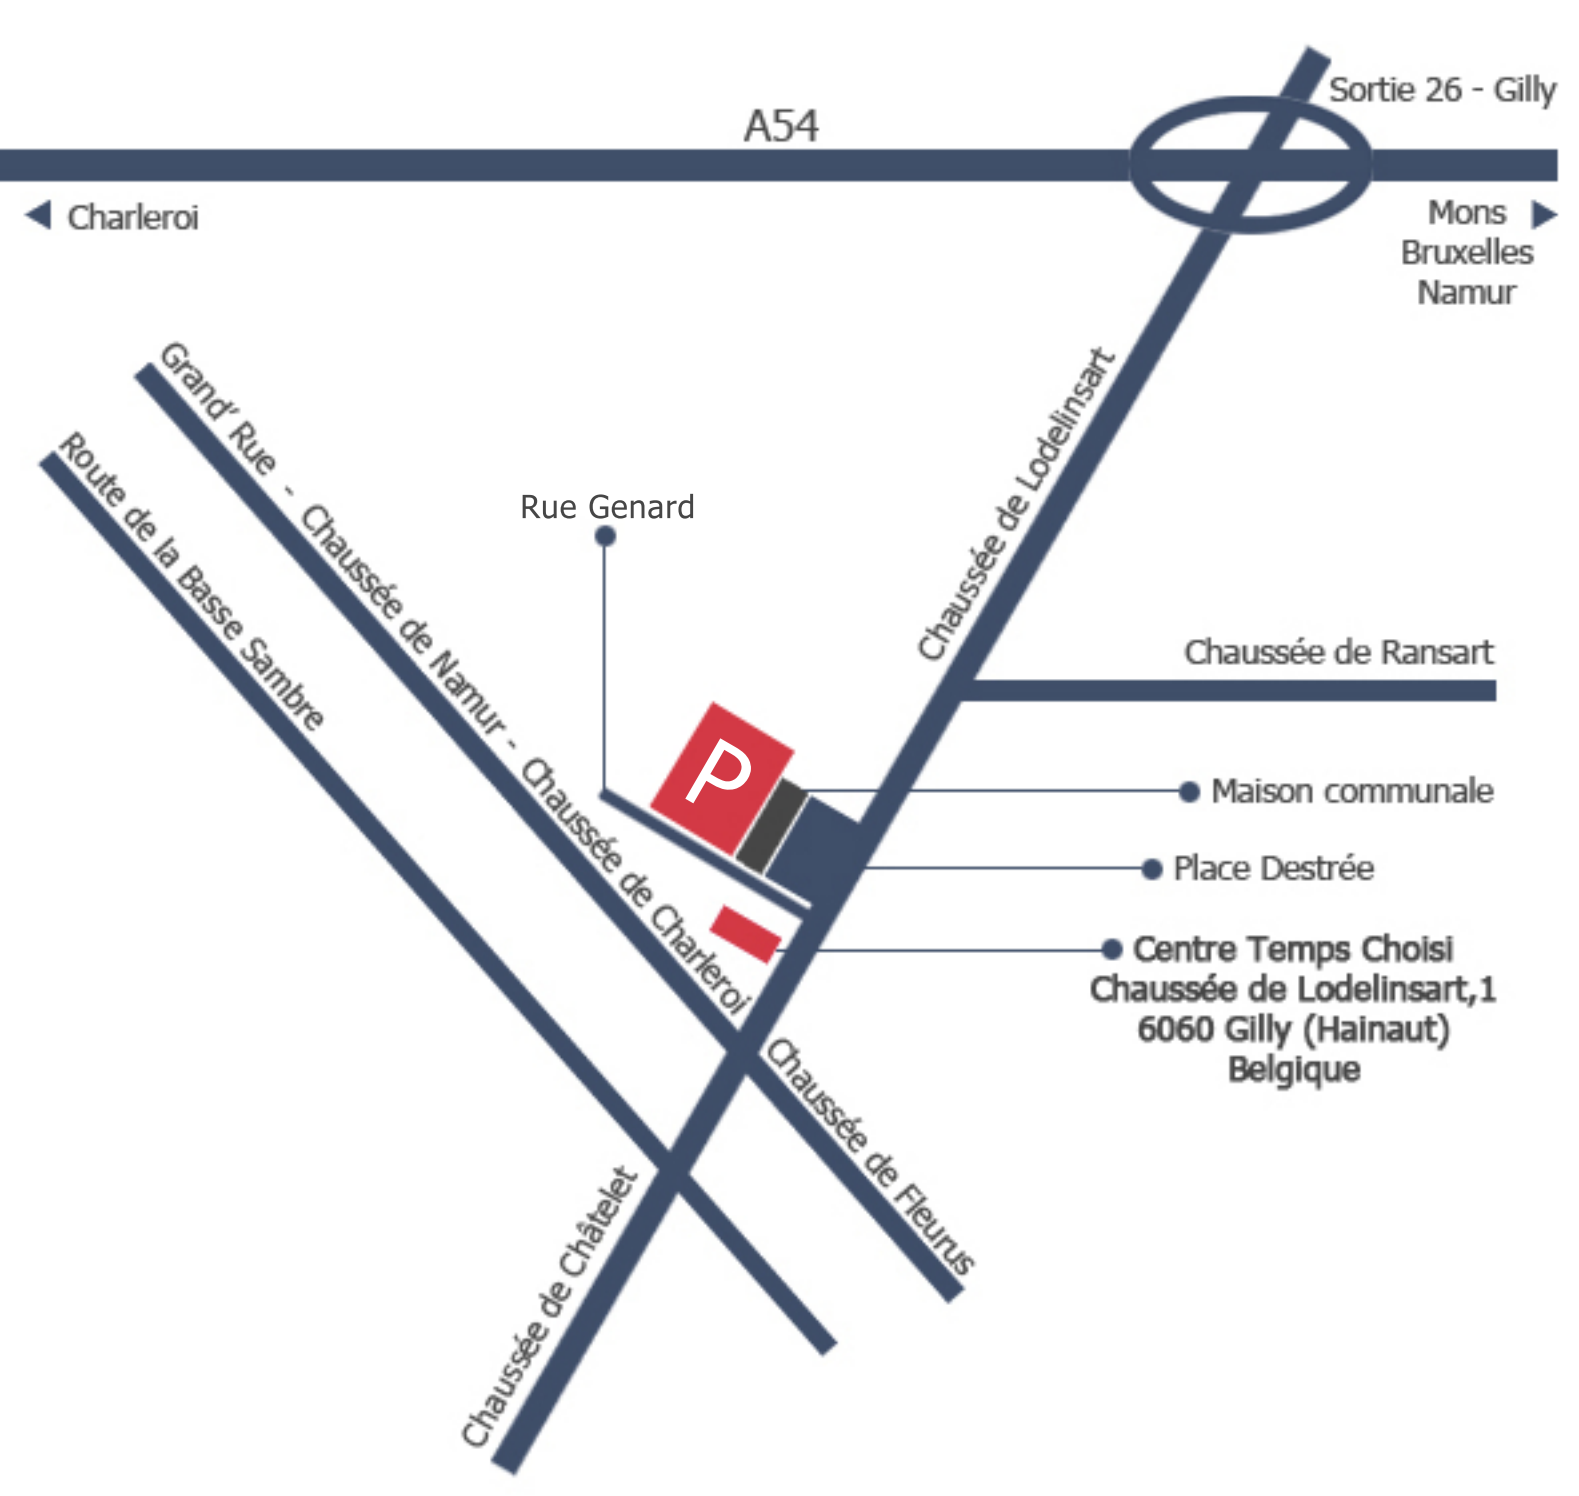 Sortie 26 - Gilly
A54
Charleroi
Mons
Bruxelles
Namur
Grand' Rue - Chaussée de Namur - Chaussée de Charleroi
Route de la Basse Sambre
Chaussée de Lodelinsart
Rue Genard
Chaussée de Ransart
P
Maison communale
Place Destrée
Centre Temps Choisi
Chaussée de Lodelinsart,1
6060 Gilly (Hainaut)
Belgique
Chaussée de Fleurus
Chaussée de Châtelet